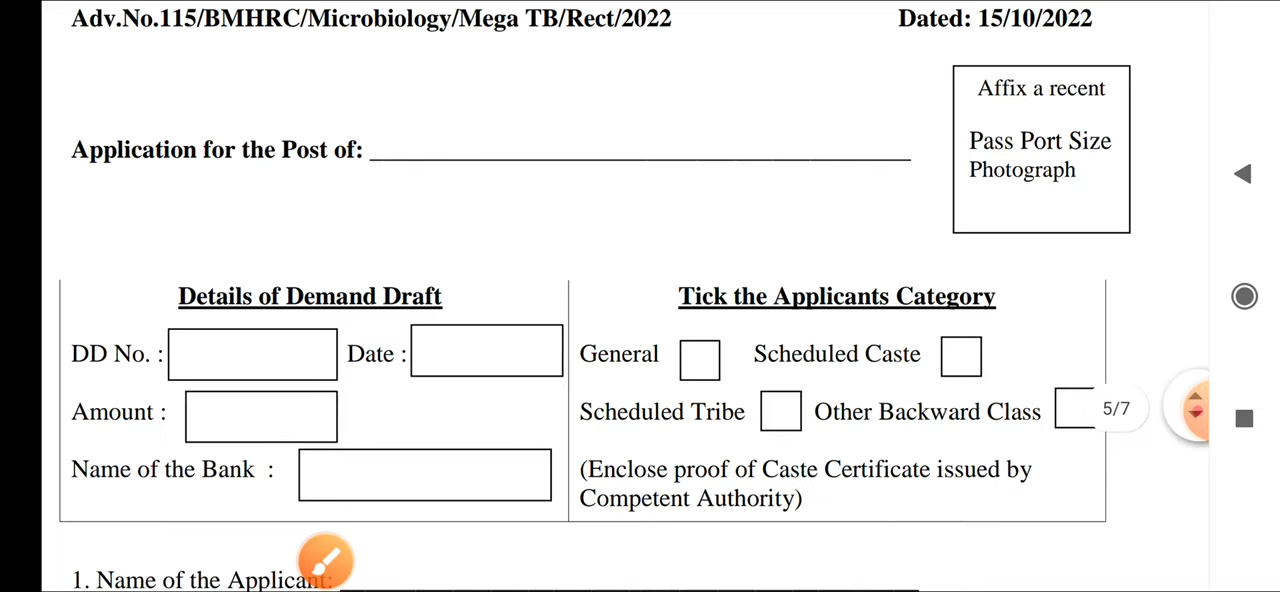 Adv.No.115/BMHRC/Microbiology/Mega TB/Rect/2022 Dated: 15/10/2022
Affix a recent
Pass Port Size
Photograph
Application for the Post of:
Details of Demand Draft
DD No. : Date :
Amount :
Name of the Bank :
Tick the Applicants Category
General Scheduled Caste
Scheduled Tribe Other Backward Class
(Enclose proof of Caste Certificate issued by
Competent Authority)
5/7
1. Name of the Applicant: